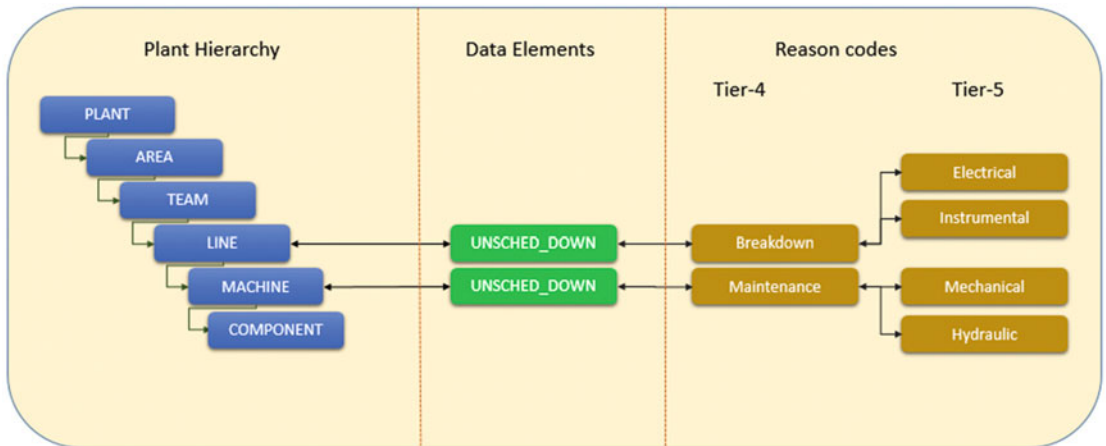 Plant Hierarchy
Data Elements
Reason codes
Tier-4
Tier-5
PLANT
AREA
TEAM
LINE
MACHINE
COMPONENT
UNSCHED_DOWN
UNSCHED_DOWN
Breakdown
Maintenance
Electrical
Instrumental
Mechanical
Hydraulic